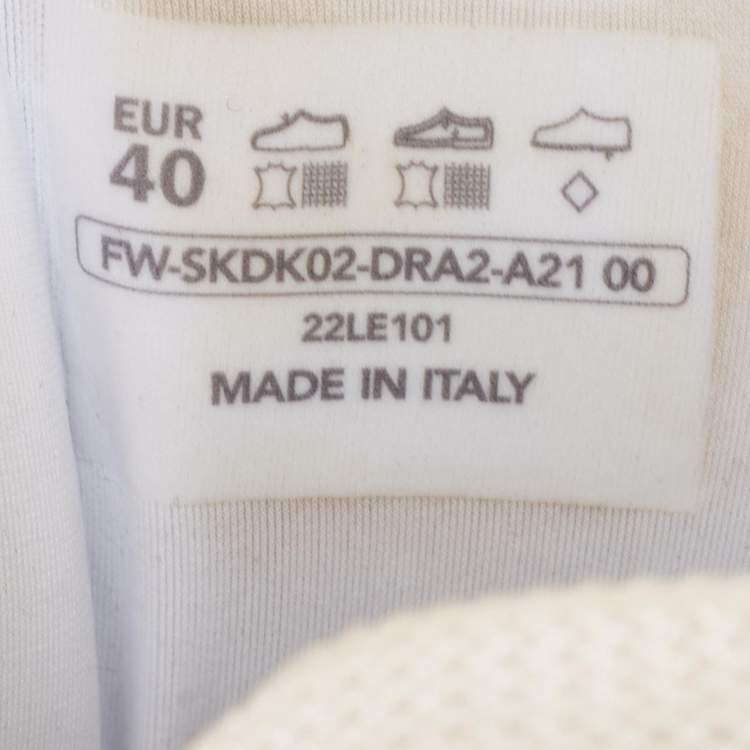 EUR
40
FW-SKDK02-DRA2-A21 00
22LE101
MADE IN ITALY